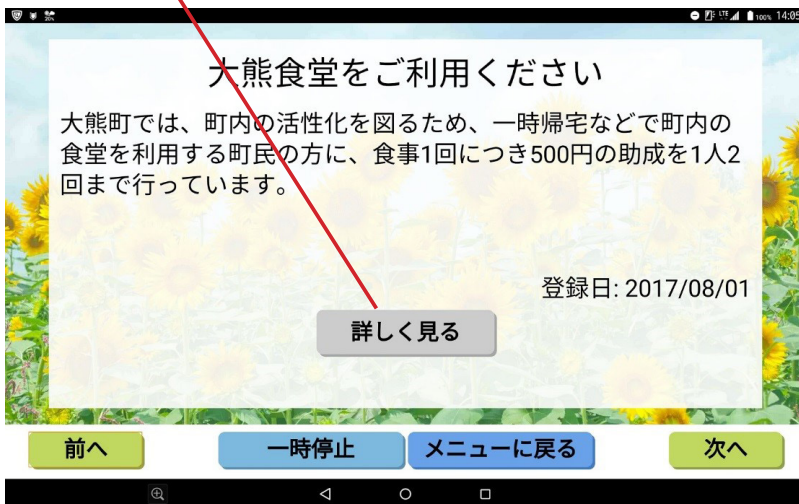 20%
LTE 100% 14:05
大熊食堂をご利用ください
大熊町では、町内の活性化を図るため、一時帰宅などで町内の
食堂を利用する町民の方に、食事1回につき500円の助成を1人2
回まで行っています。
登録日: 2017/08/01
詳しく見る
前へ 一時停止 メニューに戻る 次へ